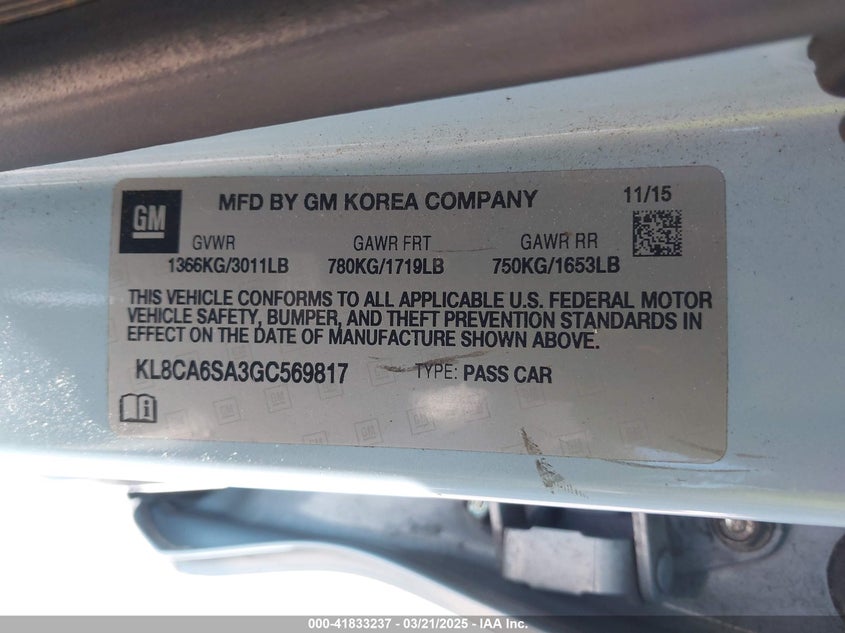 GM
MFD BY GM KOREA COMPANY
11/15
GVWR GAWR FRT GAWR RR
1366KG/3011LB 780KG/1719LB 750KG/1653LB
THIS VEHICLE CONFORMS TO ALL APPLICABLE U.S. FEDERAL MOTOR
VEHICLE SAFETY, BUMPER, AND THEFT PREVENTION STANDARDS IN
EFFECT ON THE DATE OF MANUFACTURE SHOWN ABOVE.
KL8CA6SA3GC569817 TYPE: PASS CAR
000-41833237 — 03/21/2025 — IAA Inc.